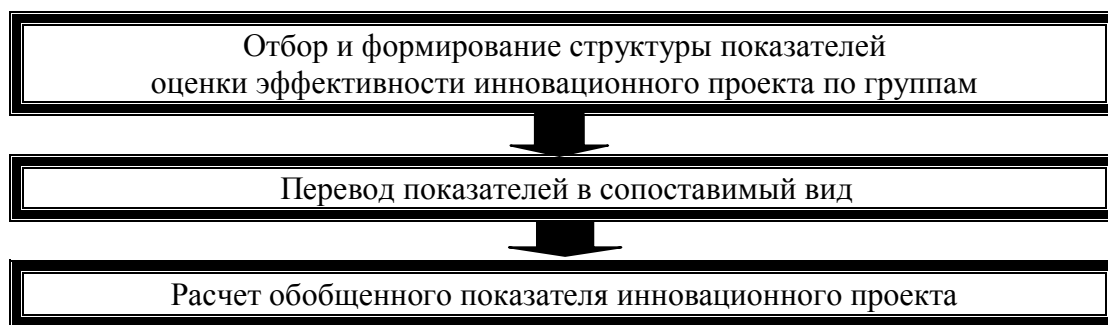 Отбор и формирование структуры показателей
оценки эффективности инновационного проекта по группам
Перевод показателей в сопоставимый вид
Расчет обобщенного показателя инновационного проекта